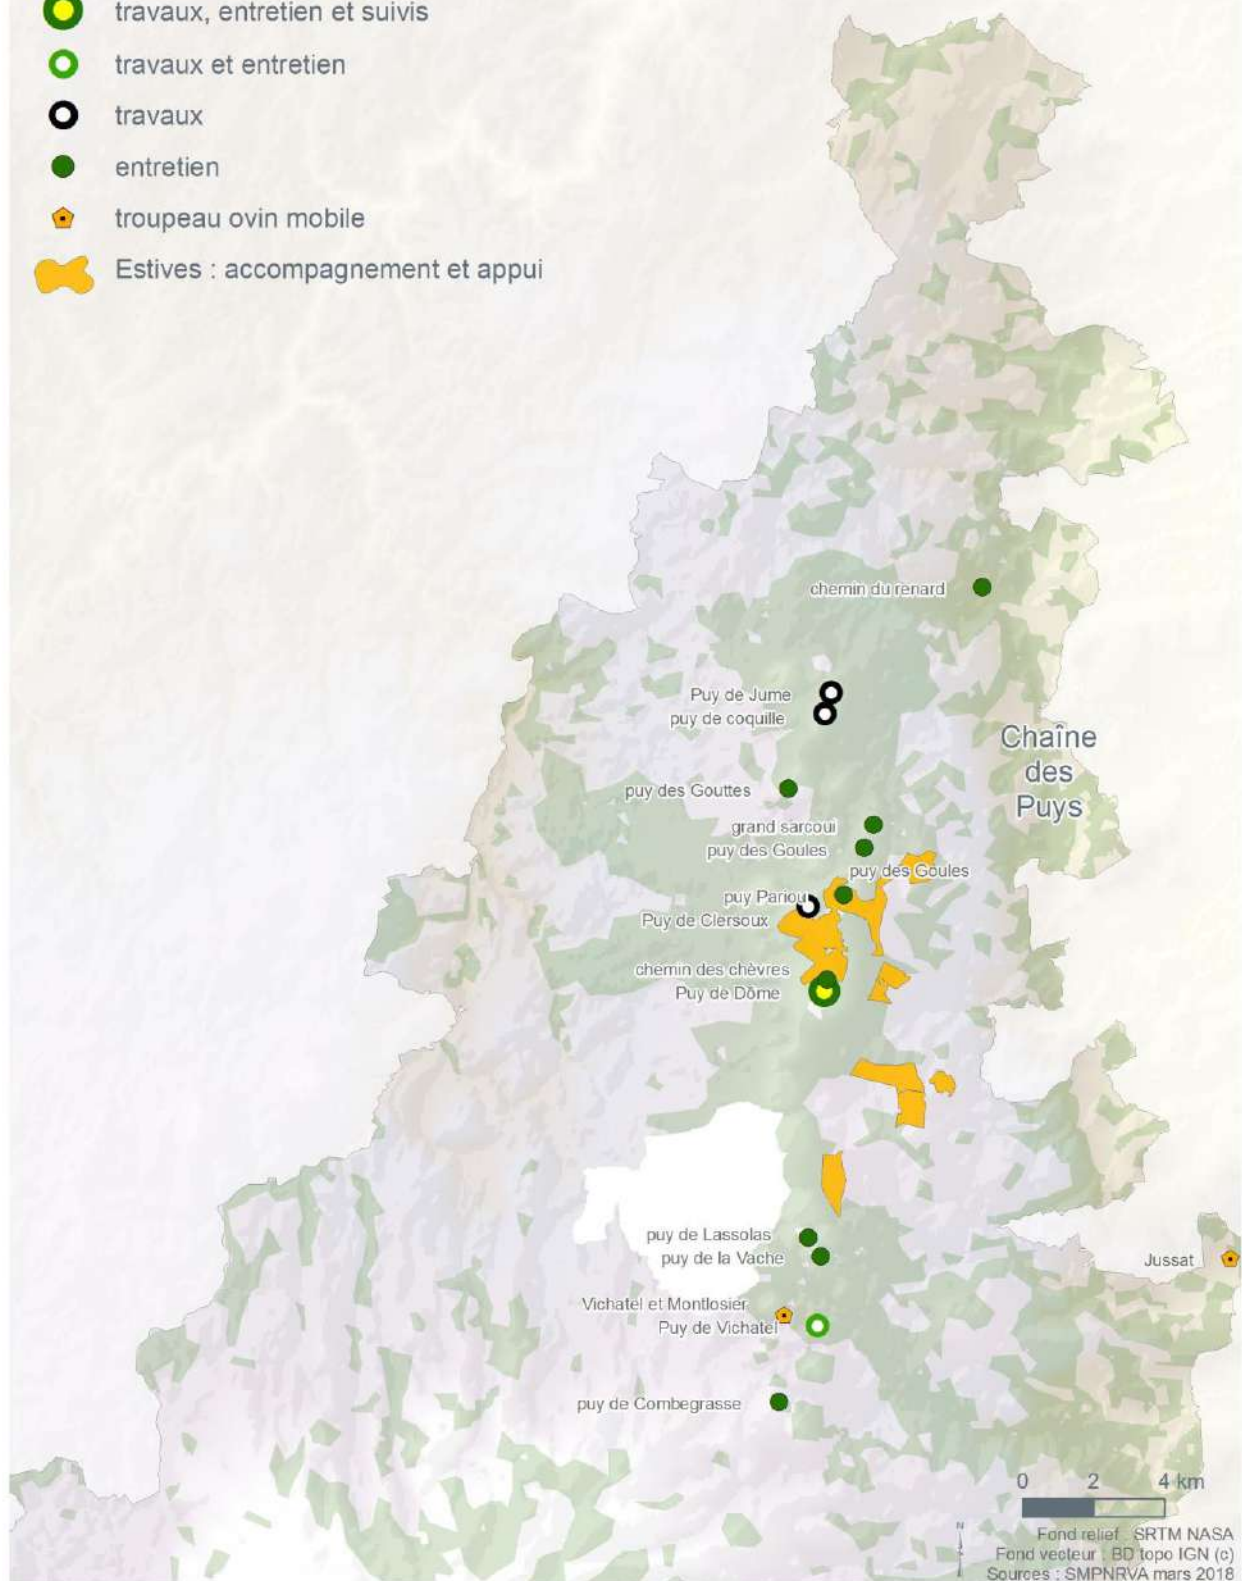 travaux, entretien et suivis
travaux et entretien
travaux
entretien
troupeau ovin mobile
Estives : accompagnement et appui
chemin du renard
Puy de Jume
puy de coquille
Chaîne
des
Puys
puy des Gouttes
grand sarcoui
puy des Goules
puy des Goules
puy Pariou
Puy de Clersoux
chemin des chèvres
Puy de Dôme
puy de Lassolas
puy de la Vache
Jussat
Vichatel et Montlosier
Puy de Vichatel
puy de Combegrasse
0 2 4 km
N
Fond relief : SRTM NASA
Fond vecteur : BD topo IGN (c)
Sources : SMPNRVA mars 2018